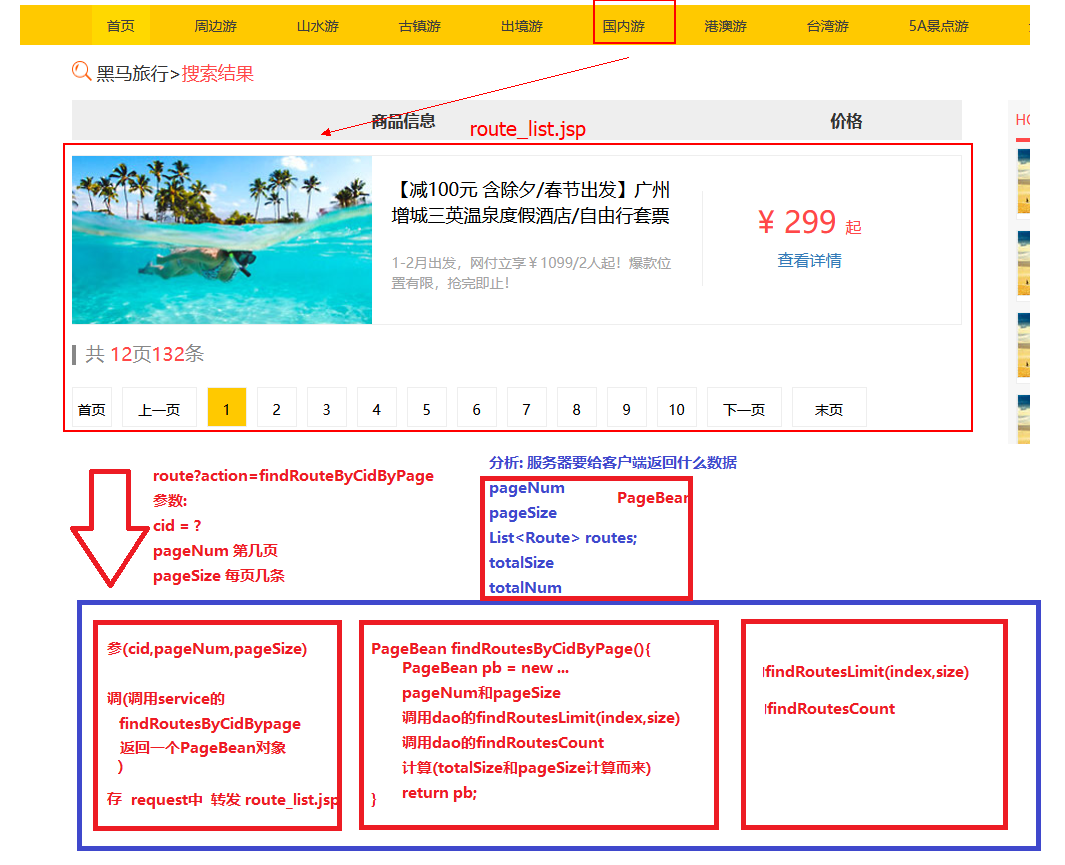 首页 周边游 山水游 古镇游 出境游 国内游 港澳游 台湾游 5A景点游
黑马旅行>搜索结果
商品信息 价格
route_list.jsp
【减100元 含除夕/春节出发】广州
增城三英温泉度假酒店/自由行套票
1-2月出发，网付立享￥1099/2人起！爆款位
置有限，抢完即止！
￥ 299 起
查看详情
共 12页132条
首页 上一页 1 2 3 4 5 6 7 8 9 10 下一页 末页
route?action=findRouteByCidByPage
参数:
cid = ?
pageNum 第几页
pageSize 每页几条
分析: 服务器要给客户端返回什么数据
pageNum
PageBean
pageSize
List<Route> routes;
totalSize
totalNum
参(cid,pageNum,pageSize)
调(调用service的
findRoutesByCidBypage
返回一个PageBean对象
)
存 request中 转发 route_list.jsp
PageBean findRoutesByCidByPage(){
PageBean pb = new ...
pageNum和pageSize
调用dao的findRoutesLimit(index,size)
调用dao的findRoutesCount
计算(totalSize和pageSize计算而来)
return pb;
}
findRoutesLimit(index,size)
findRoutesCount